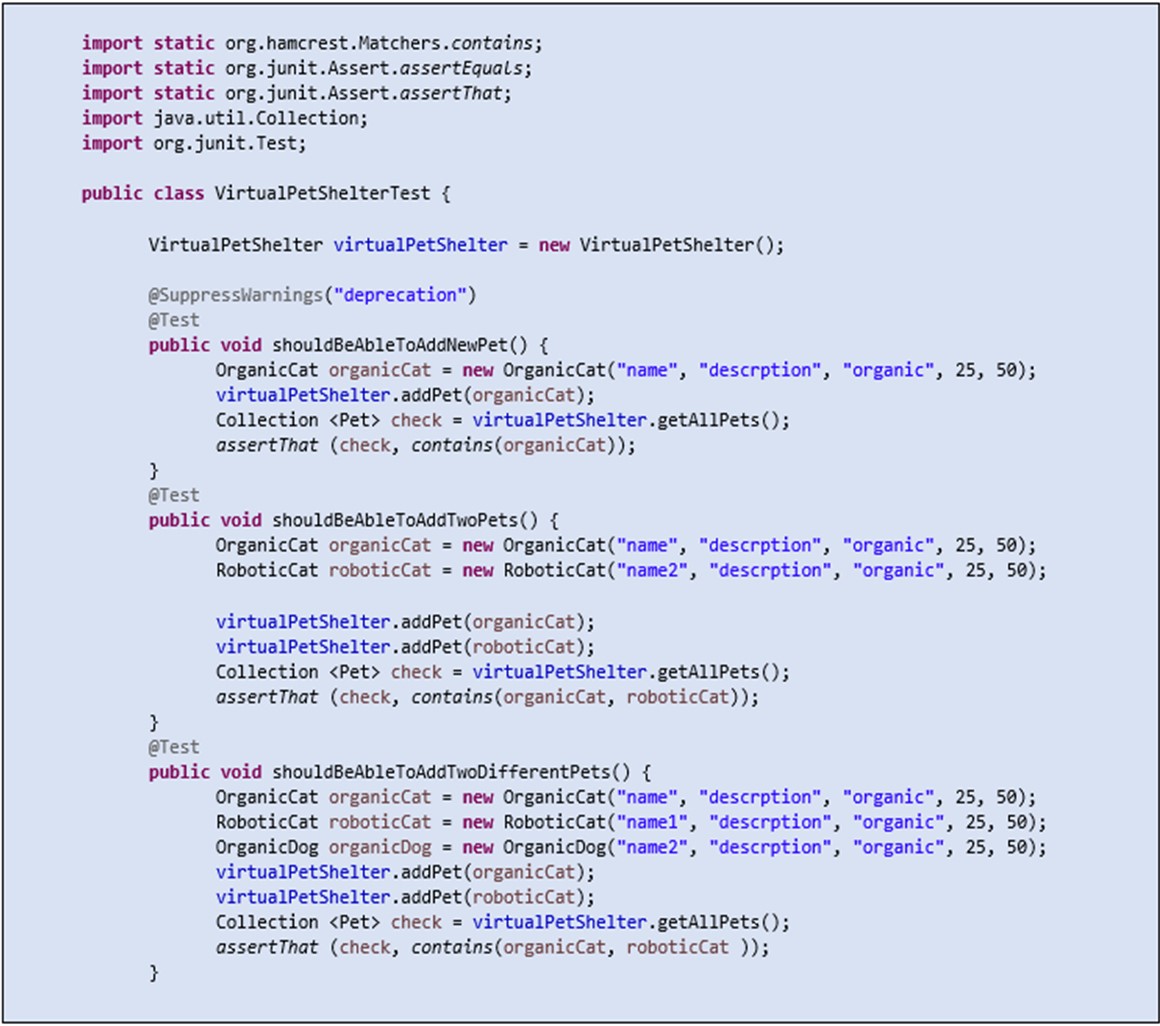 import static org.hamcrest.Matchers.contains;
import static org.junit.Assert.assertEquals;
import static org.junit.Assert.assertThat;
import java.util.Collection;
import org.junit.Test;
public class VirtualPetShelterTest {
VirtualPetShelter virtualPetShelter = new VirtualPetShelter();
@SuppressWarnings("deprecation")
@Test
public void shouldBeAbleToAddNewPet() {
OrganicCat organicCat = new OrganicCat("name", "descrption", "organic", 25, 50);
virtualPetShelter.addPet(organicCat);
Collection <Pet> check = virtualPetShelter.getAllPets();
assertThat (check, contains(organicCat));
}
@Test
public void shouldBeAbleToAddTwoPets() {
OrganicCat organicCat = new OrganicCat("name", "descrption", "organic", 25, 50);
RoboticCat roboticCat = new RoboticCat("name2", "descrption", "organic", 25, 50);
virtualPetShelter.addPet(organicCat);
virtualPetShelter.addPet(roboticCat);
Collection <Pet> check = virtualPetShelter.getAllPets();
assertThat (check, contains(organicCat, roboticCat));
}
@Test
public void shouldBeAbleToAddTwoDifferentPets() {
OrganicCat organicCat = new OrganicCat("name", "descrption", "organic", 25, 50);
RoboticCat roboticCat = new RoboticCat("name1", "descrption", "organic", 25, 50);
OrganicDog organicDog = new OrganicDog("name2", "descrption", "organic", 25, 50);
virtualPetShelter.addPet(organicCat);
virtualPetShelter.addPet(roboticCat);
Collection <Pet> check = virtualPetShelter.getAllPets();
assertThat (check, contains(organicCat, roboticCat ));
}